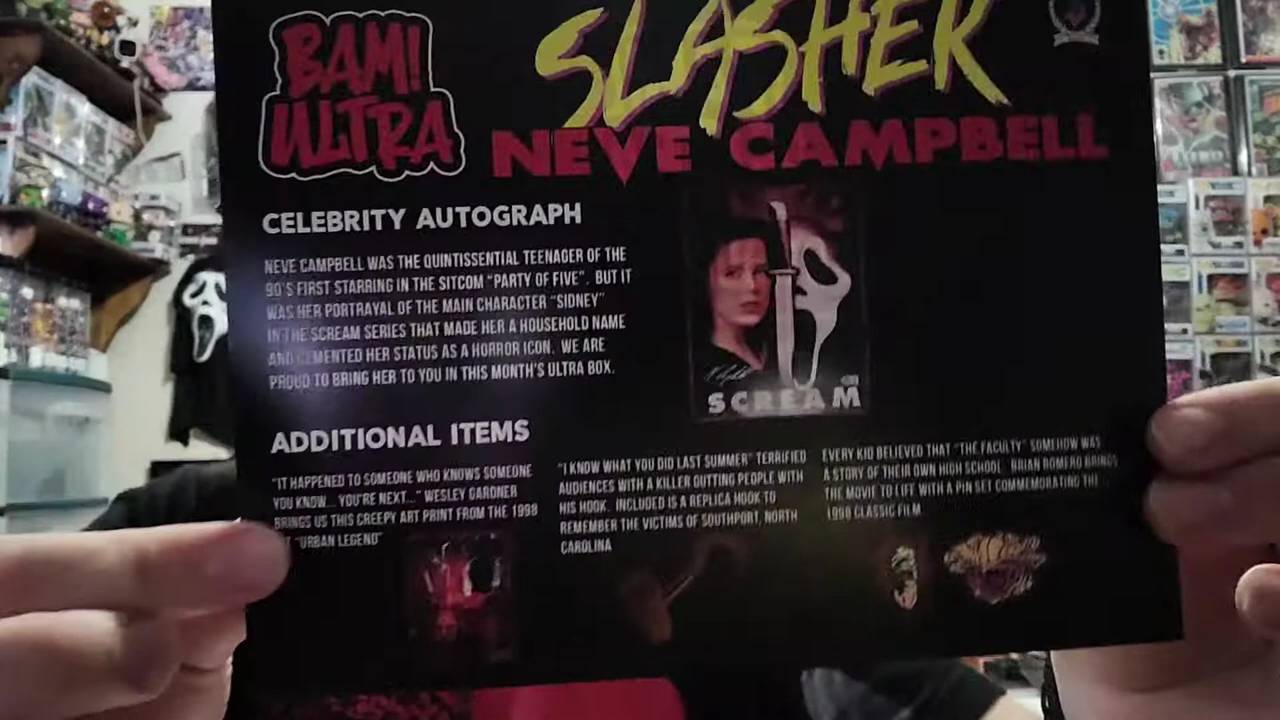 BAM!
ULTRA
SLASHER
NEVE CAMPBELL
CELEBRITY AUTOGRAPH
NEVE CAMPBELL WAS THE QUINTISSENTIAL TEENAGER OF THE
90'S FIRST STARRING IN THE SITCOM "PARTY OF FIVE". BUT IT
WAS HER PORTRAYAL OF THE MAIN CHARACTER "SIDNEY"
IN THE SCREAM SERIES THAT MADE HER A HOUSEHOLD NAME
AND CEMENTED HER STATUS AS A HORROR ICON. WE ARE
PROUD TO BRING HER TO YOU IN THIS MONTH'S ULTRA BOX.
SCREAM
ADDITIONAL ITEMS
"IT HAPPENED TO SOMEONE WHO KNOWS SOMEONE
YOU KNOW... YOU'RE NEXT..." WESLEY GARDNER
BRINGS US THIS CREEPY ART PRINT FROM THE 1998
"URBAN LEGEND"
"I KNOW WHAT YOU DID LAST SUMMER" TERRIFIED
AUDIENCES WITH A KILLER GUTTING PEOPLE WITH
HIS HOOK. INCLUDED IS A REPLICA HOOK TO
REMEMBER THE VICTIMS OF SOUTHPORT, NORTH
CAROLINA
EVERY KID BELIEVED THAT "THE FACULTY" SOMEHOW WAS
A STORY OF THEIR OWN HIGH SCHOOL. BRIAN ROMERO BRINGS
THE MOVIE TO LIFE WITH A PIN SET COMMEMORATING THE
1998 CLASSIC FILM.